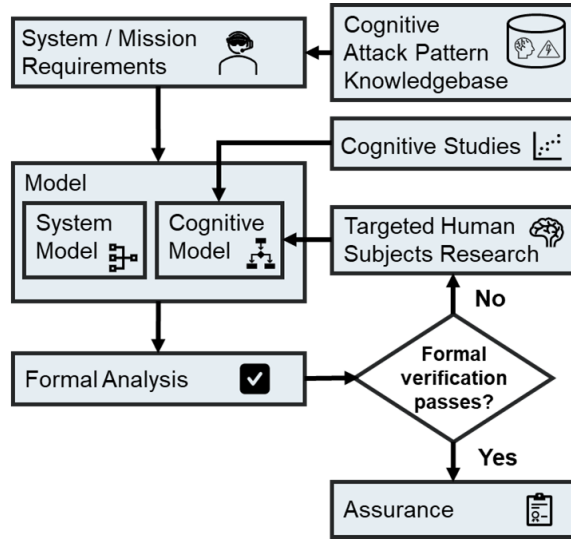 System / Mission
Requirements
Cognitive
Attack Pattern
Knowledgebase
Cognitive Studies
Model
System
Model
Cognitive
Model
Targeted Human
Subjects Research
No
Formal Analysis
Formal
verification
passes?
Yes
Assurance